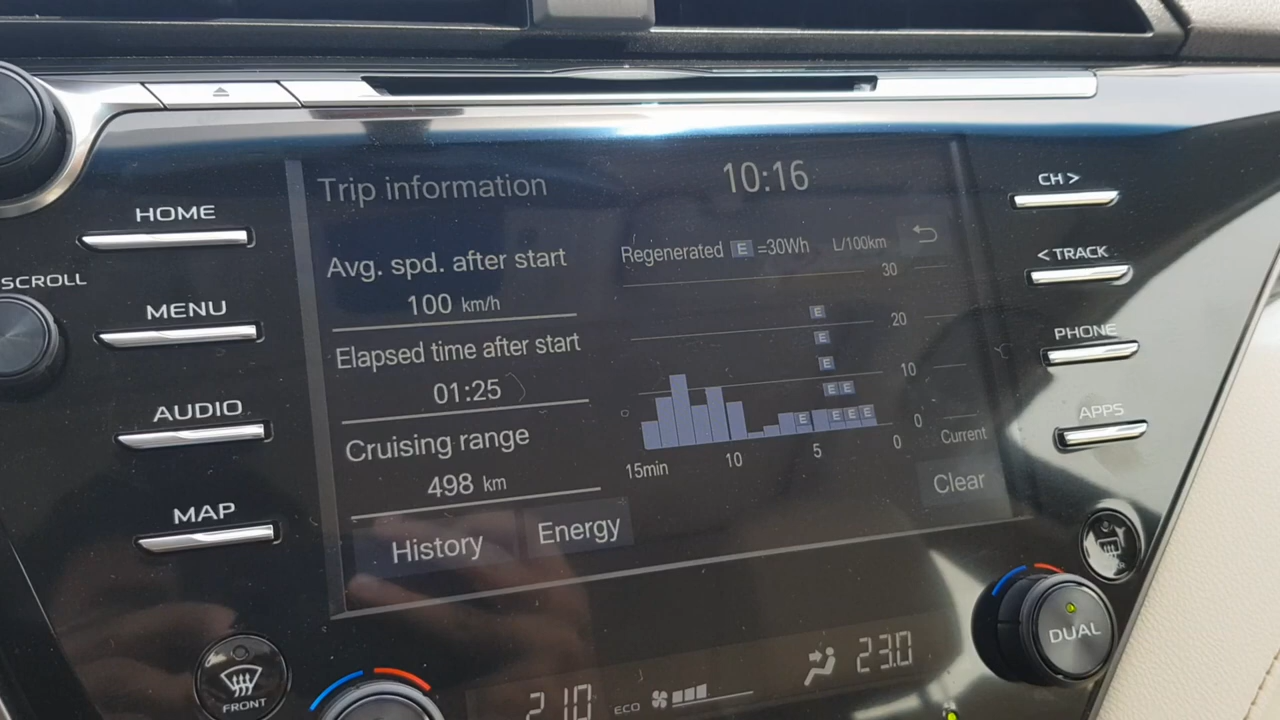 Trip information
10:16
CH >
HOME
Avg. spd. after start
100 km/h
Regenerated E =30Wh L/100km
30
< TRACK
SCROLL
MENU
Elapsed time after start
01:25
E
E
E
E E
E E E E
20
10
0
0
PHONE
15min 10 5
Current
AUDIO
Cruising range
498 km
APPS
Clear
MAP
History
Energy
DUAL
FRONT
21.0 ECO
23.0